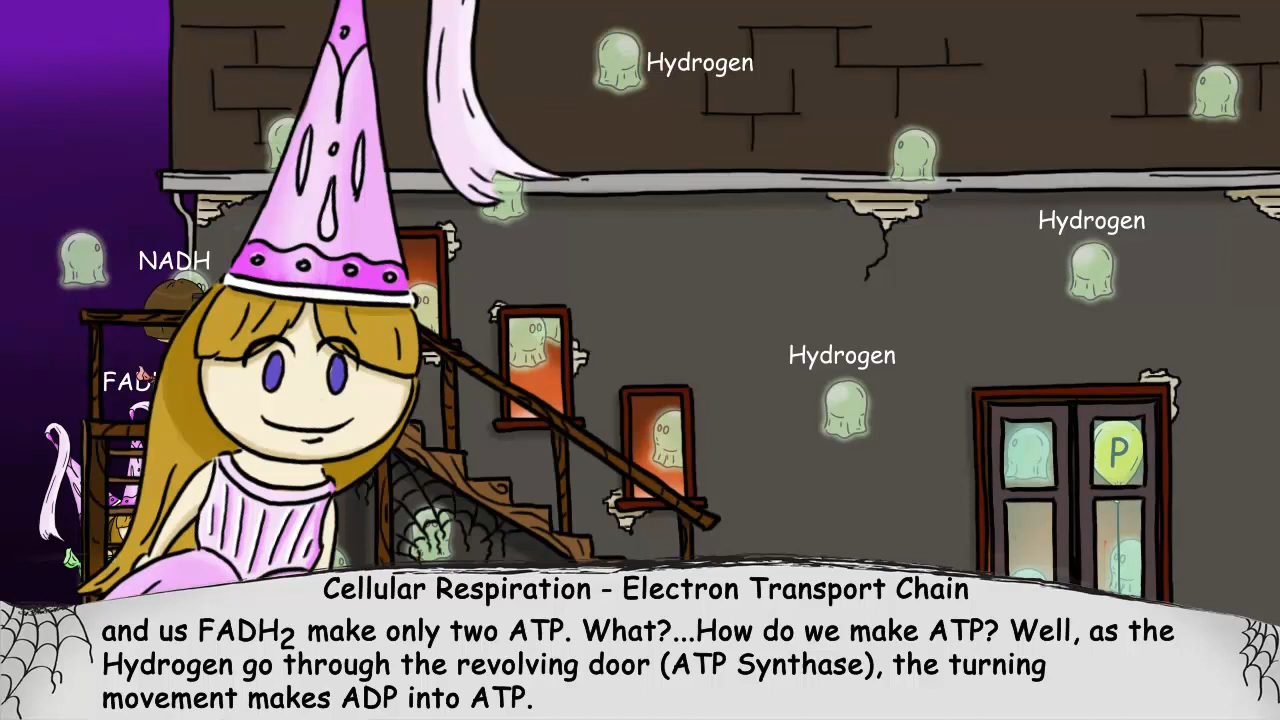 Hydrogen
Hydrogen
NADH
Hydrogen
P
Cellular Respiration - Electron Transport Chain
and us FADH₂ make only two ATP. What?...How do we make ATP? Well, as the
Hydrogen go through the revolving door (ATP Synthase), the turning
movement makes ADP into ATP.